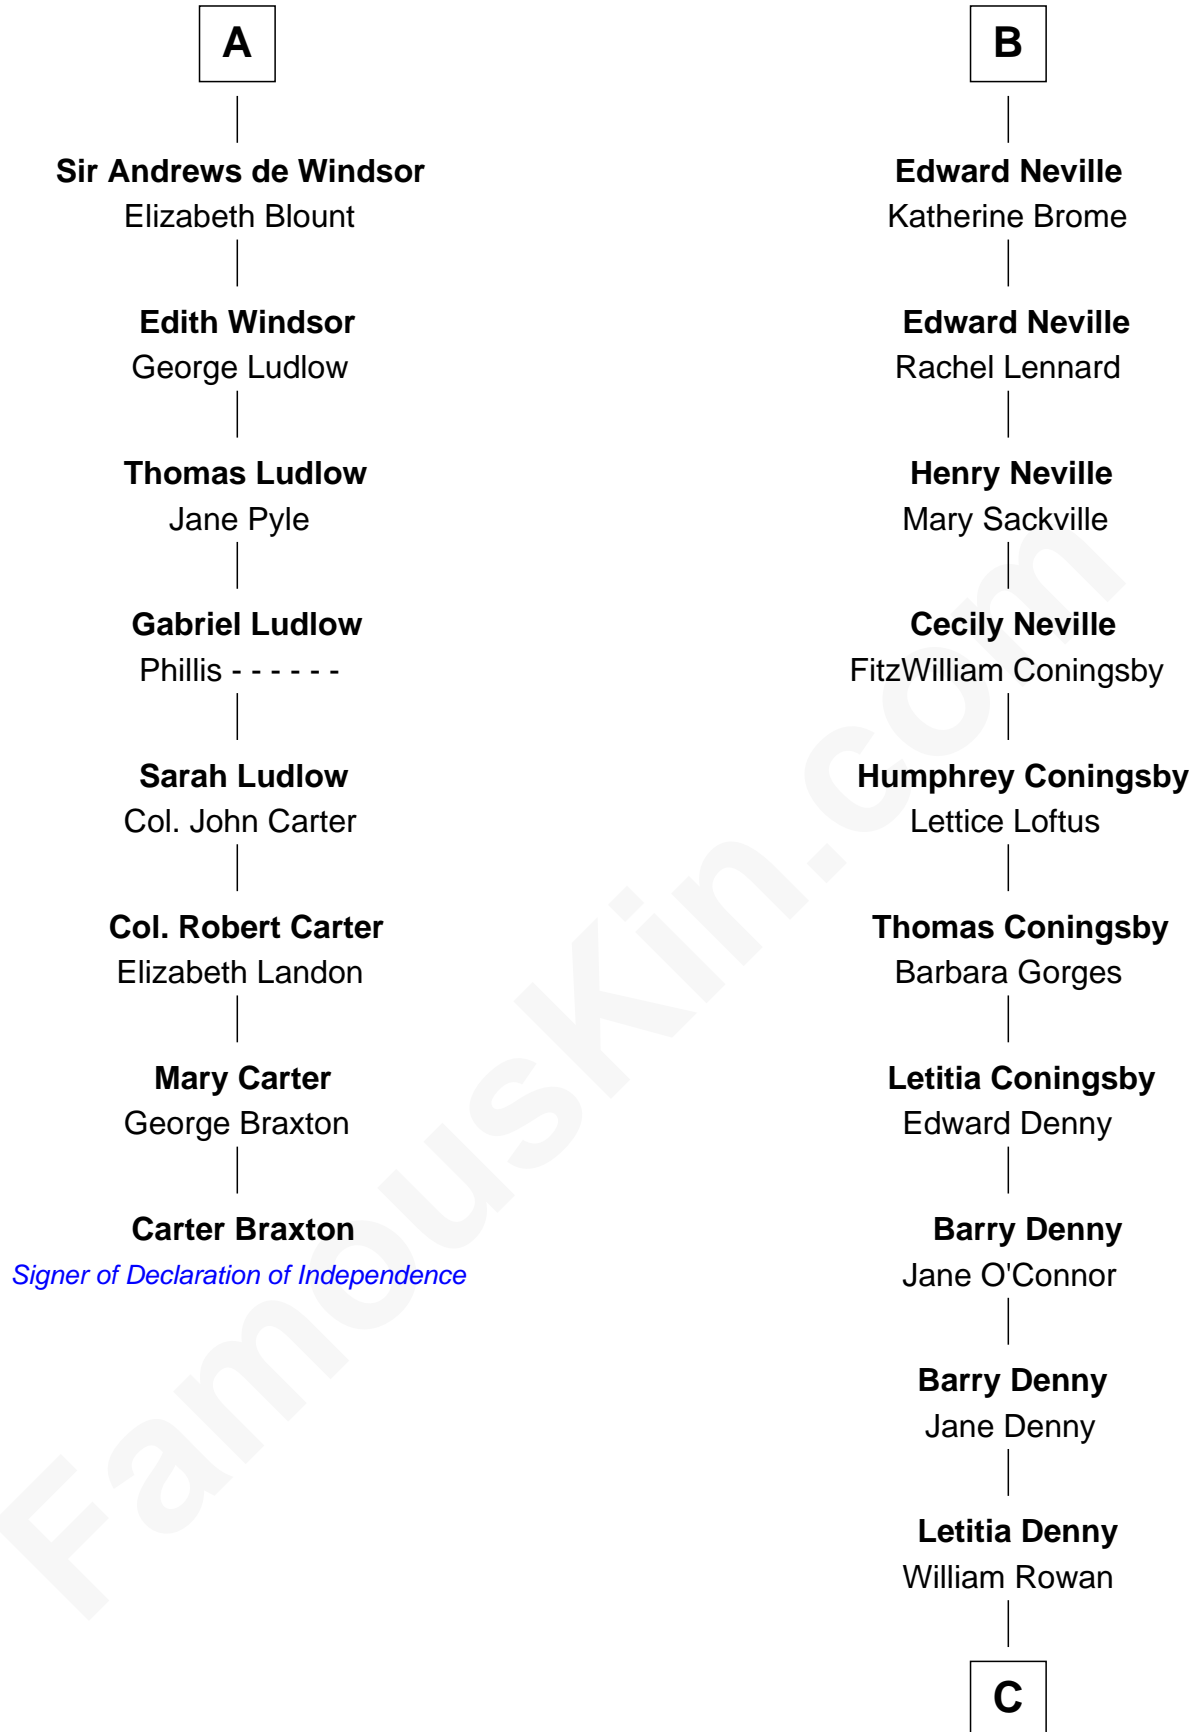 A
Sir Andrews de Windsor
Elizabeth Blount
Edith Windsor
George Ludlow
Thomas Ludlow
Jane Pyle
Gabriel Ludlow
Phillis - - - - - -
Sarah Ludlow
Col. John Carter
Col. Robert Carter
Elizabeth Landon
Mary Carter
George Braxton
Carter Braxton
Signer of Declaration of Independence
B
Edward Neville
Katherine Brome
Edward Neville
Rachel Lennard
Henry Neville
Mary Sackville
Cecily Neville
FitzWilliam Coningsby
Humphrey Coningsby
Lettice Loftus
Thomas Coningsby
Barbara Gorges
Letitia Coningsby
Edward Denny
Barry Denny
Jane O'Connor
Barry Denny
Jane Denny
Letitia Denny
William Rowan
C
FamousKin.com